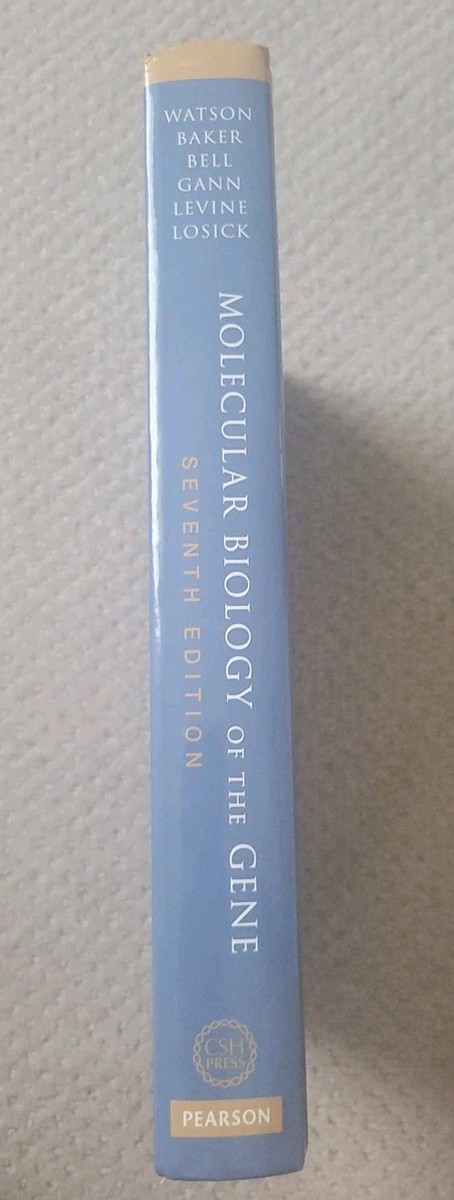 WATSON
BAKER
BELL
GANN
LEVINE
LOSICK
MOLECULAR BIOLOGY OF THE GENE
SEVENTH EDITION
CSH
PRESS
PEARSON